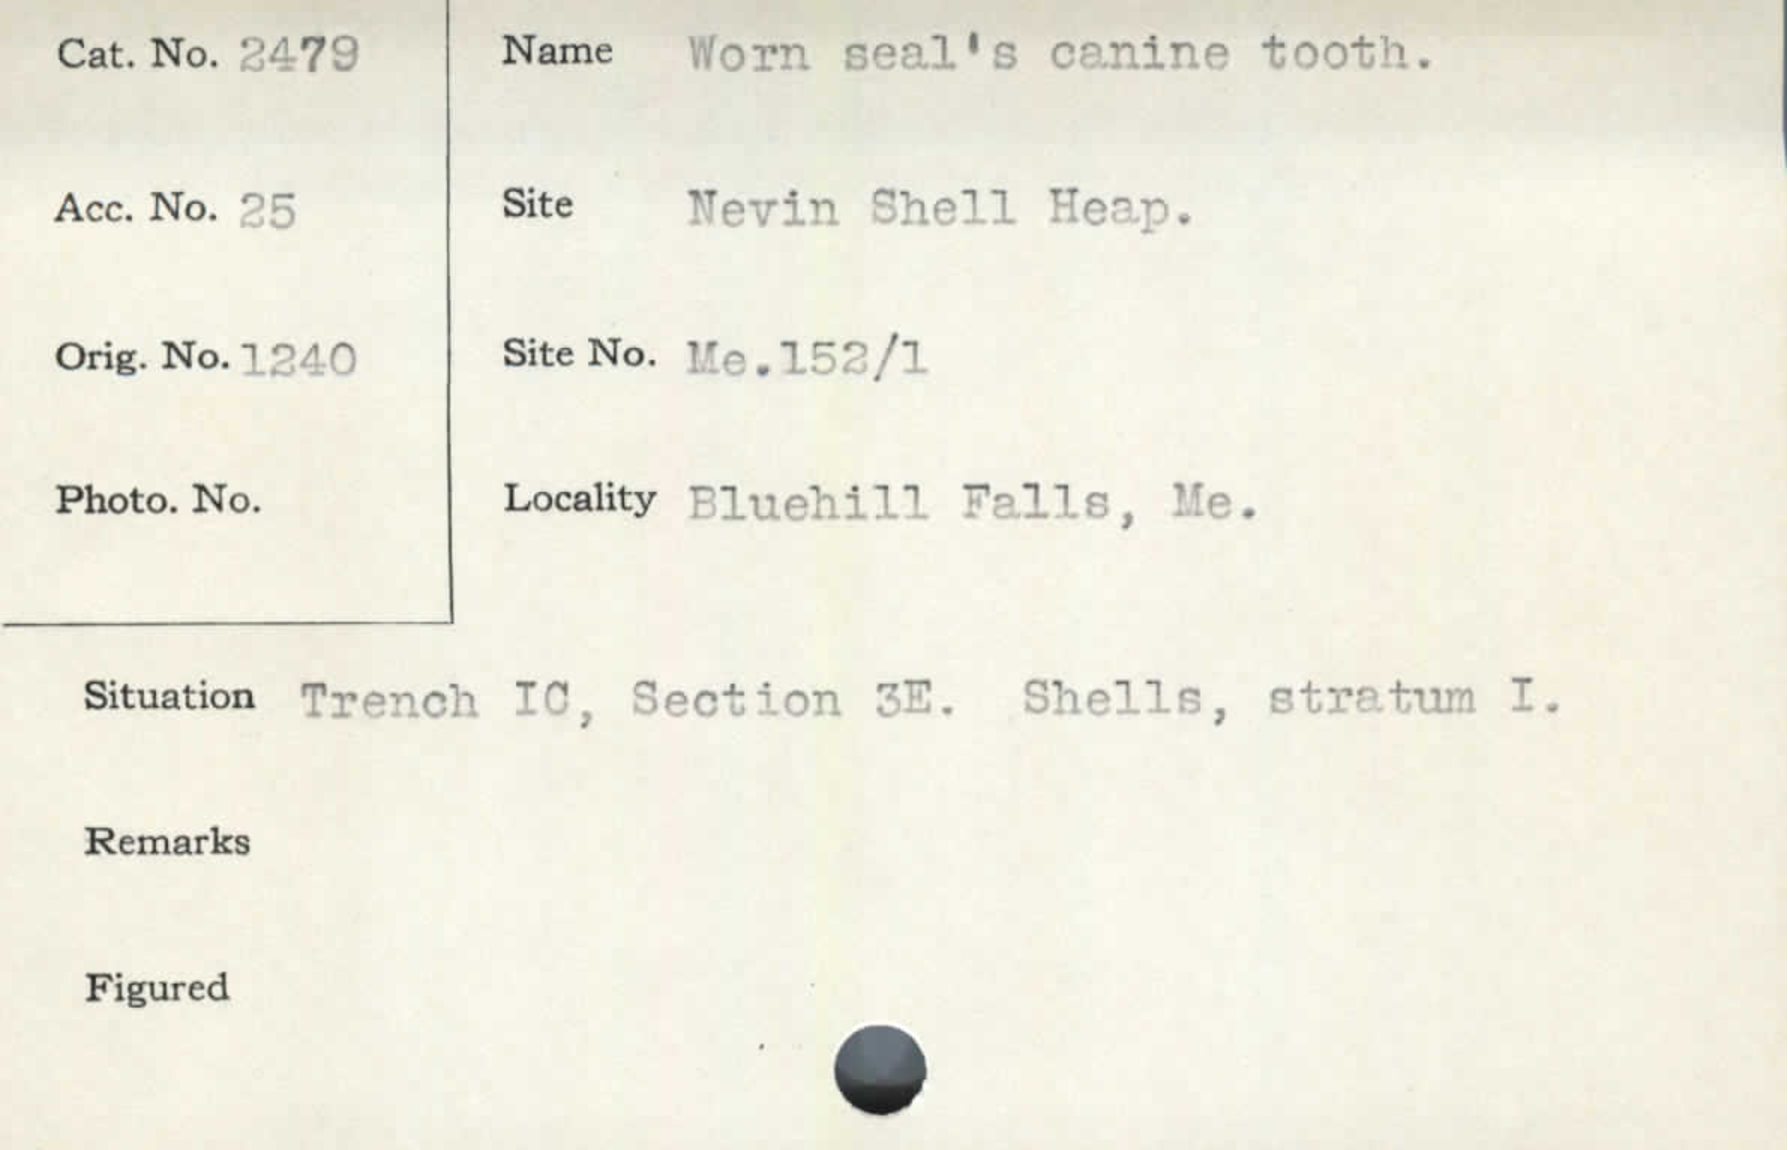 Cat. No. 2479
Name Worn seal's canine tooth.
Acc. No. 25
Site Nevin Shell Heap.
Orig. No. 1240
Site No. Me.152/1
Photo. No.
Locality Bluehill Falls, Me.
Situation Trench IC, Section 3E. Shells, stratum I.
Remarks
Figured